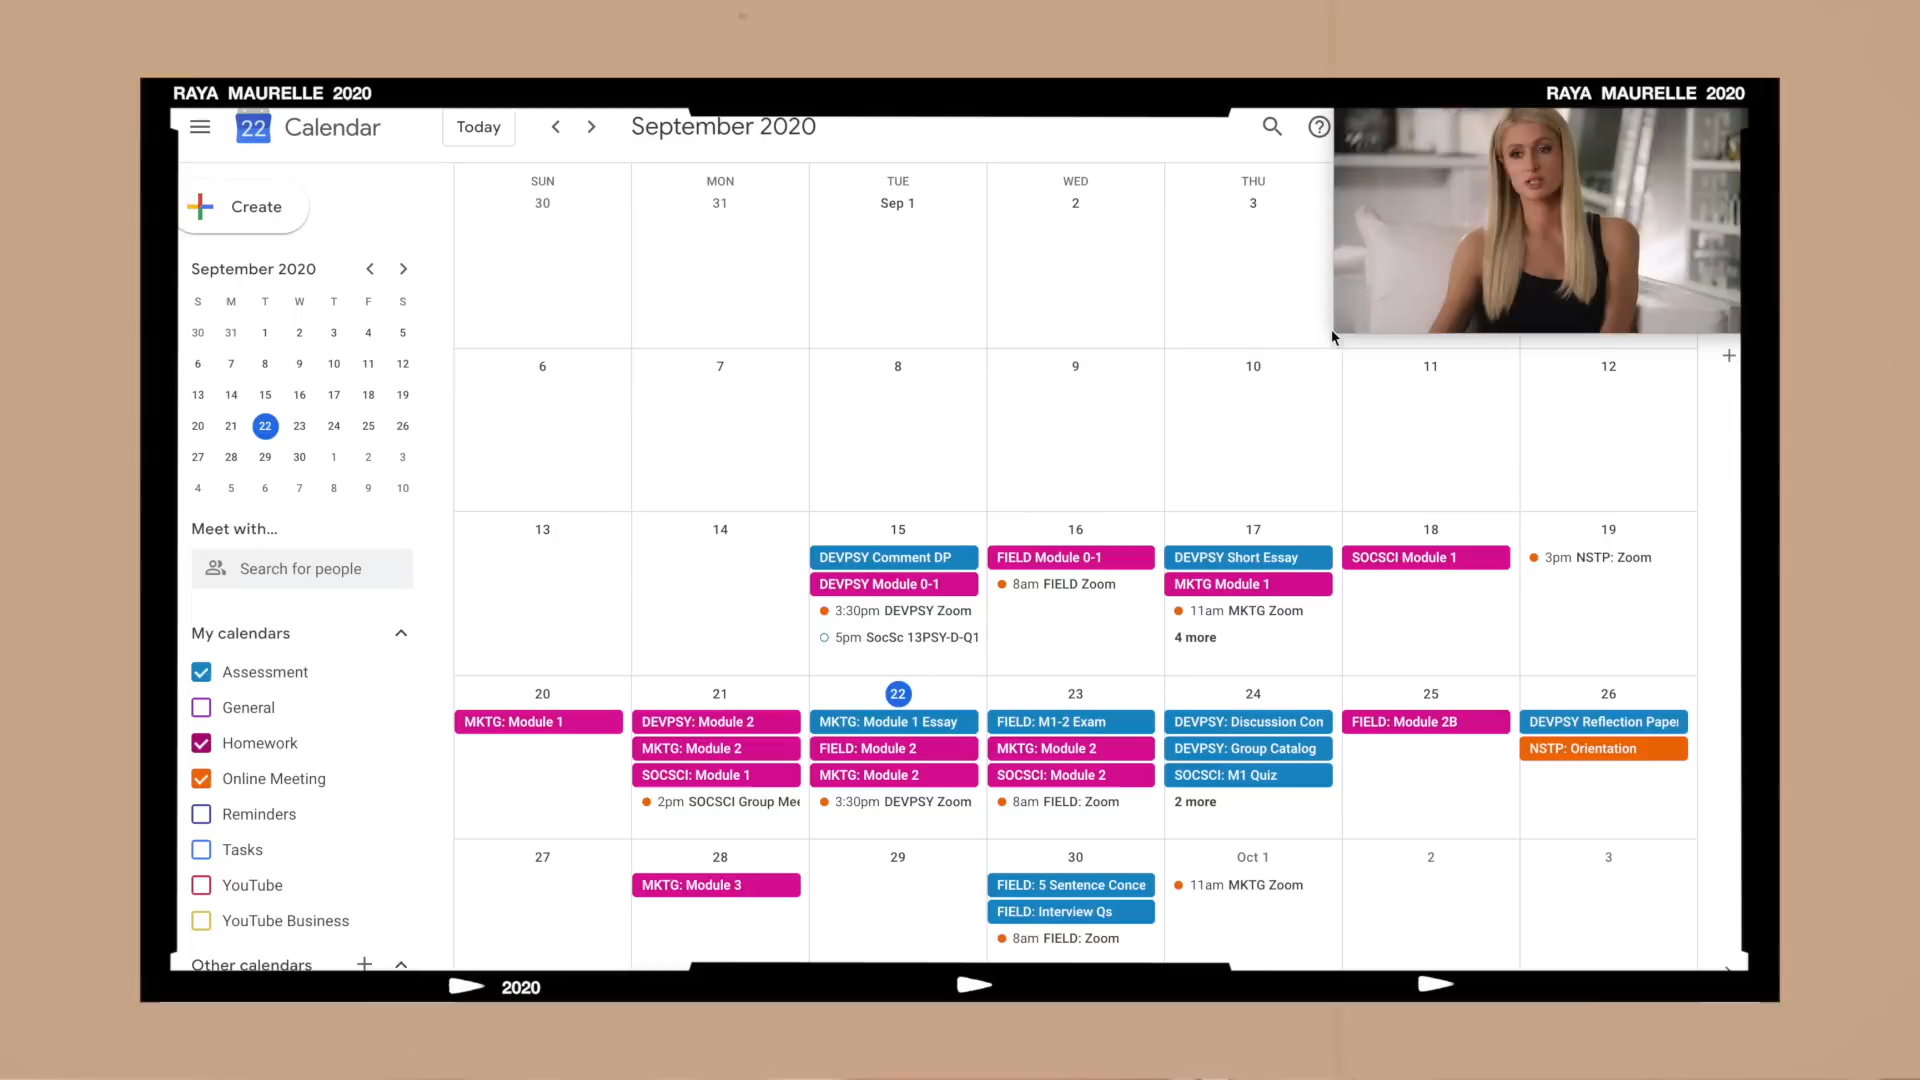 RAYA MAURELLE 2020
RAYA MAURELLE 2020
22 Calendar
Today
September 2020
Create
September 2020
S M T W T F S
30 31 1 2 3 4 5
6 7 8 9 10 11 12
13 14 15 16 17 18 19
20 21 22 23 24 25 26
27 28 29 30 1 2 3
4 5 6 7 8 9 10
Meet with...
Search for people
My calendars
Assessment
General
Homework
Online Meeting
Reminders
Tasks
YouTube
YouTube Business
Other calendars
SUN MON TUE WED THU
30 31 Sep 1 2 3
6 7 8 9 10 11 12
13 14 15 16 17 18 19
DEVPSY Comment DP
DEVPSY Module 0-1
3:30pm DEVPSY Zoom
5pm SocSc 13PSY-D-Q1
FIELD Module 0-1
8am FIELD Zoom
DEVPSY Short Essay
MKTG Module 1
11am MKTG Zoom
4 more
SOCSCI Module 1
3pm NSTP: Zoom
20 21 22 23 24 25 26
MKTG: Module 1
DEVPSY: Module 2
MKTG: Module 2
SOCSCI: Module 1
2pm SOCSCI Group Mee
MKTG: Module 1 Essay
FIELD: Module 2
MKTG: Module 2
3:30pm DEVPSY Zoom
FIELD: M1-2 Exam
MKTG: Module 2
SOCSCI: Module 2
8am FIELD: Zoom
DEVPSY: Discussion Con
DEVPSY: Group Catalog
SOCSCI: M1 Quiz
2 more
FIELD: Module 2B
DEVPSY Reflection Paper
NSTP: Orientation
27 28 29 30 Oct 1 2 3
MKTG: Module 3
FIELD: 5 Sentence Conce
FIELD: Interview Qs
8am FIELD: Zoom
11am MKTG Zoom
2020